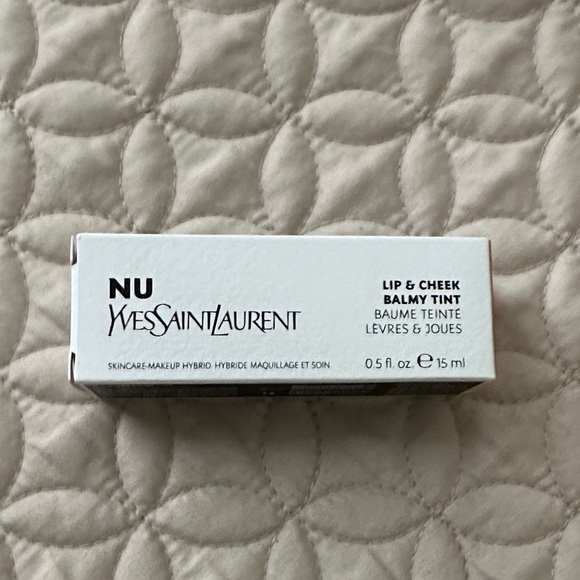 NU
YVESSAINTLAURENT
SKINCARE-MAKEUP HYBRID HYBRIDE MAQUILLAGE ET SOIN
LIP & CHEEK
BALMY TINT
BAUME TEINTÉ
LÈVRES & JOUES
0.5 fl. oz. ℮ 15 ml